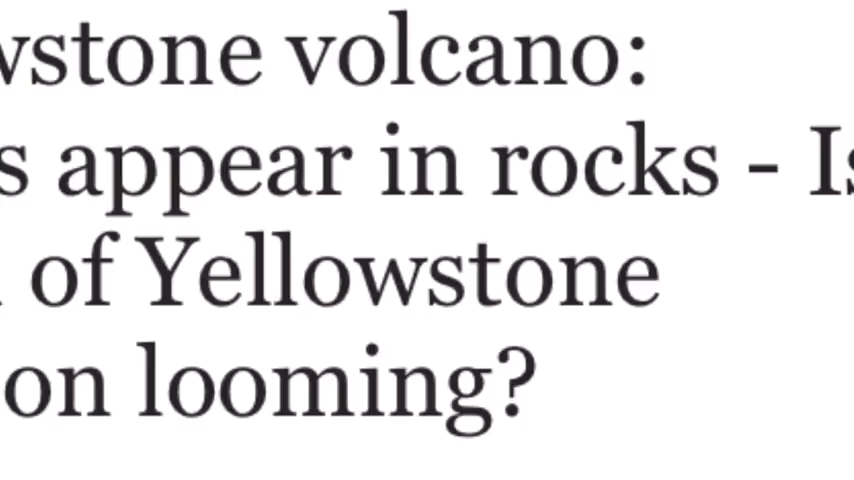 wstone volcano:
s appear in rocks - Is
of Yellowstone
on looming?